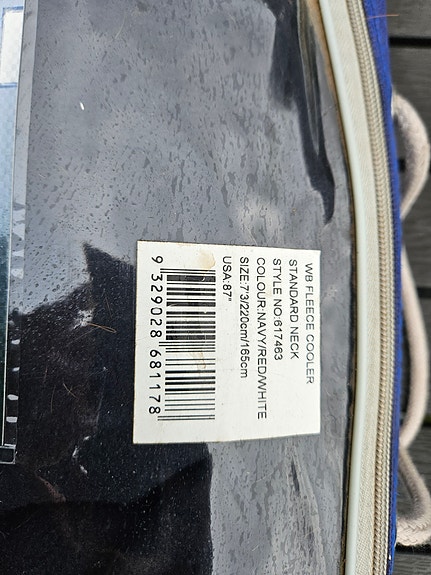 WB FLEECE COOLER
STANDARD NECK
STYLE NO:617463
COLOUR:NAVY/RED/WHITE
SIZE:7'3/220cm/165cm
USA:87"
9 329028 681178